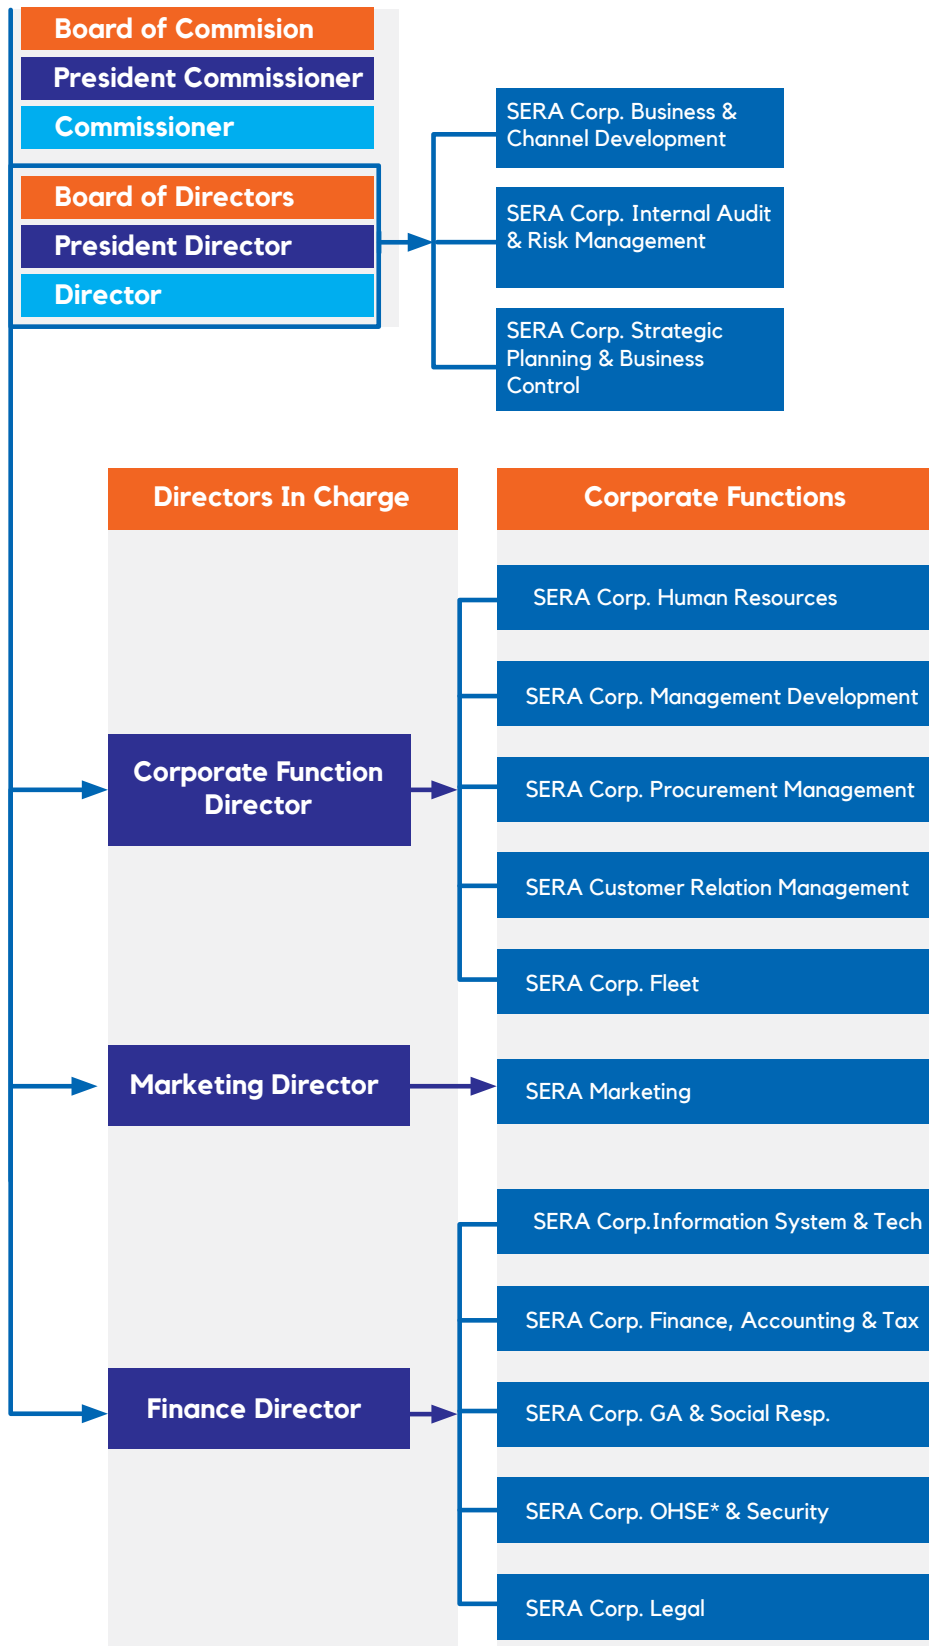 Board of Commision
President Commissioner
Commissioner
Board of Directors
President Director
Director
SERA Corp. Business &
Channel Development
SERA Corp. Internal Audit
& Risk Management
SERA Corp. Strategic
Planning & Business
Control
Directors In Charge
Corporate Functions
Corporate Function
Director
SERA Corp. Human Resources
SERA Corp. Management Development
SERA Corp. Procurement Management
SERA Customer Relation Management
SERA Corp. Fleet
Marketing Director
SERA Marketing
Finance Director
SERA Corp.Information System & Tech
SERA Corp. Finance, Accounting & Tax
SERA Corp. GA & Social Resp.
SERA Corp. OHSE* & Security
SERA Corp. Legal